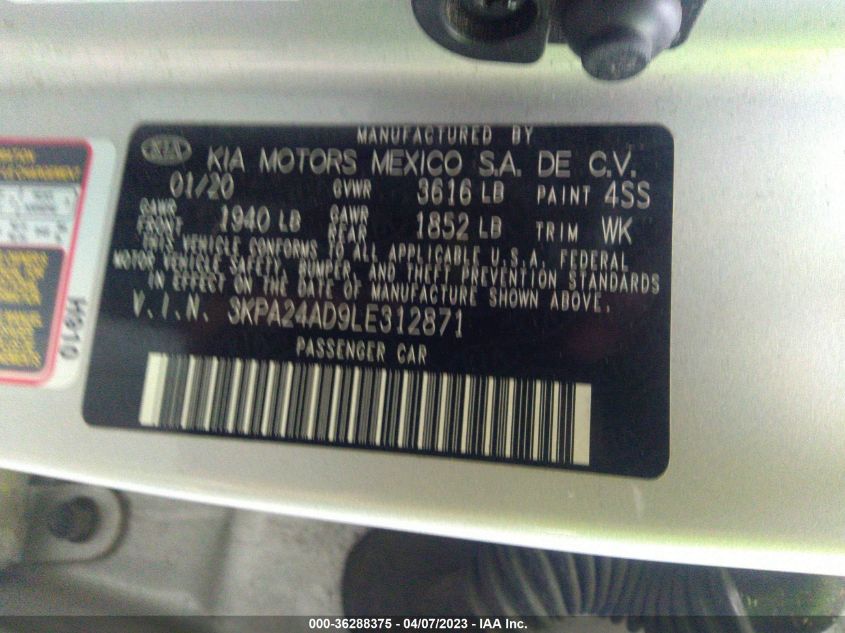 MANUFACTURED BY
KIA KIA MOTORS MEXICO S.A. DE C.V.
01/20 GVWR 3616 LB PAINT 4SS
GAWR FRONT 1940 LB GAWR REAR 1852 LB TRIM WK
THIS VEHICLE CONFORMS TO ALL APPLICABLE U.S.A. FEDERAL
MOTOR VEHICLE SAFETY, BUMPER, AND THEFT PREVENTION STANDARDS
IN EFFECT ON THE DATE OF MANUFACTURE SHOWN ABOVE.
V.I.N. 3KPA24AD9LE312871
PASSENGER CAR
H910
000-36288375 - 04/07/2023 - IAA Inc.